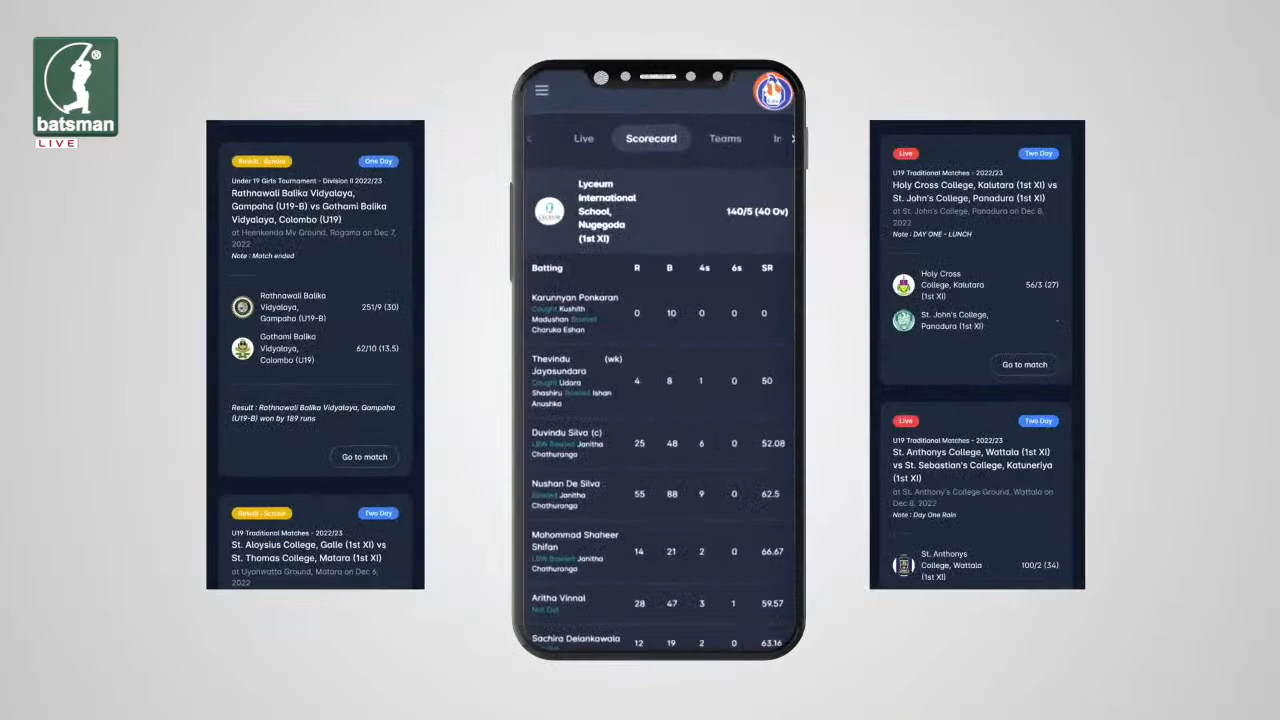 batsman
LIVE
One Day
Under 19 Girls Tournament - Division II 2022/23
Rathnawali Balika Vidyalaya,
Gampaha (U19-B) vs Gothami Balika
Vidyalaya, Colombo (U19)
at Heenkenda Mv Ground, Ragama on Dec 7,
2022
Note : Match ended
Rathnawali Balika
Vidyalaya,
Gampaha (U19-B)
251/9 (30)
Gothami Balika
Vidyalaya,
Colombo (U19)
62/10 (13.5)
Result : Rathnawali Balika Vidyalaya, Gampaha
(U19-B) won by 189 runs
Go to match
Two Day
U19 Traditional Matches - 2022/23
St. Aloysius College, Galle (1st XI) vs
St. Thomas College, Matara (1st XI)
at Uyanwatta Ground, Matara on Dec 6,
2022
Live Scorecard Teams In
Lyceum
International
School,
Nugegoda
(1st XI)
140/5 (40 Ov)
Batting R B 4s 6s SR
Karunnyan Ponkaran
Caught Kushith
Madushan Bowled
Charuka Eshan
0 10 0 0 0
Thevindu (wk)
Jayasundara
Caught Udara
Shashiru Bowled Ishan
Anushka
4 8 1 0 50
Duvindu Silva (c)
LBW Bowled Janitha
Chathuranga
25 48 6 0 52.08
Nushan De Silva
Bowled Janitha
Chathuranga
55 88 9 0 62.5
Mohommad Shaheer
Shifan
LBW Bowled Janitha
Chathuranga
14 21 2 0 66.67
Aritha Vinnal
Not Out
28 47 3 1 59.57
Sachira Delankawala
12 19 2 0 63.16
Live
Two Day
U19 Traditional Matches - 2022/23
Holy Cross College, Kalutara (1st XI) vs
St. John's College, Panadura (1st XI)
at St. John's College, Panadura on Dec 8,
2022
Note : DAY ONE - LUNCH
Holy Cross
College, Kalutara
(1st XI)
56/3 (27)
St. John's College,
Panadura (1st XI)
Go to match
Live
Two Day
U19 Traditional Matches - 2022/23
St. Anthonys College, Wattala (1st XI)
vs St. Sebastian's College, Katuneriya
(1st XI)
at St. Anthony's College Ground, Wattala on
Dec 8, 2022
Note : Day One Rain
St. Anthonys
College, Wattala
(1st XI)
100/2 (34)